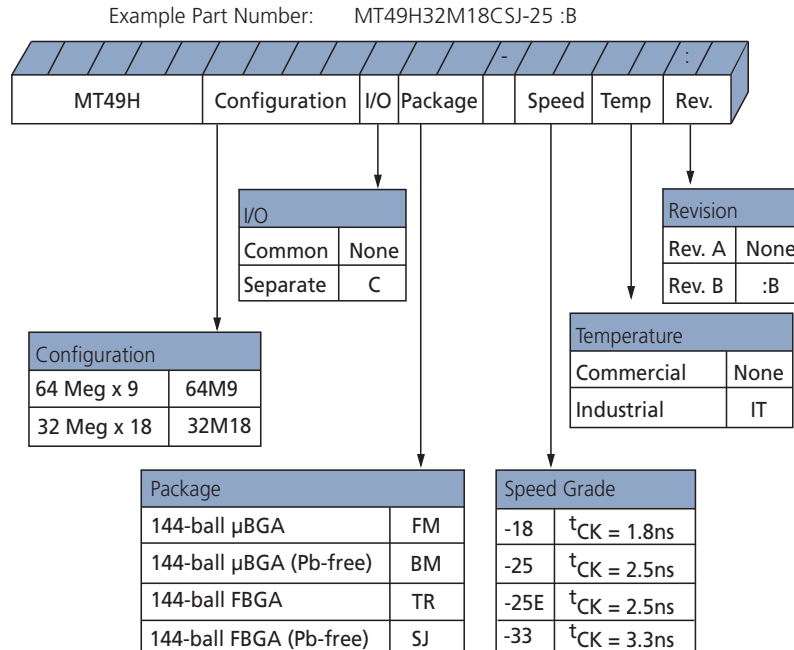 Example Part Number: MT49H32M18CSJ-25 :B
- :
MT49H Configuration I/O Package Speed Temp Rev.
I/O
Common None
Separate C
Revision
Rev. A None
Rev. B :B
Configuration
64 Meg x 9 64M9
32 Meg x 18 32M18
Temperature
Commercial None
Industrial IT
Package
144-ball µBGA FM
144-ball µBGA (Pb-free) BM
144-ball FBGA TR
144-ball FBGA (Pb-free) SJ
Speed Grade
-18 tCK = 1.8ns
-25 tCK = 2.5ns
-25E tCK = 2.5ns
-33 tCK = 3.3ns